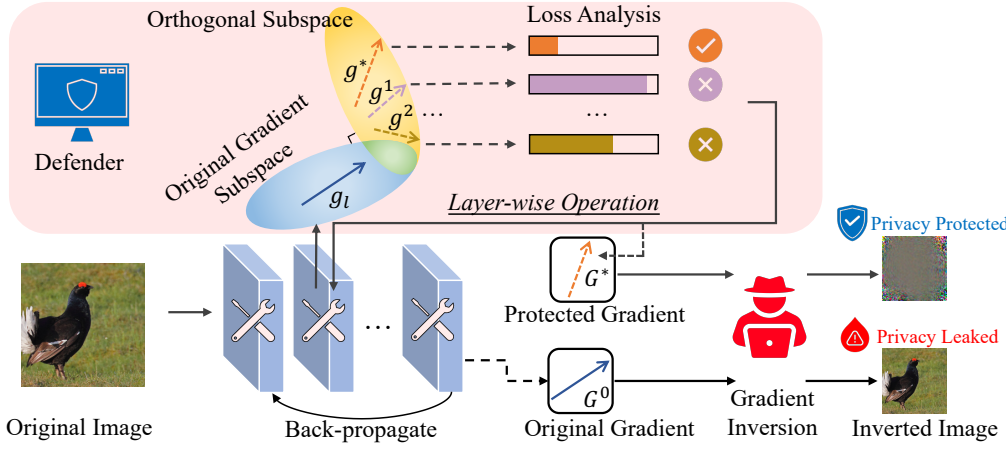 Orthogonal Subspace
Loss Analysis
g*
g¹
g² ...
...
Defender
Original Gradient
Subspace
g_l
Layer-wise Operation
Privacy Protected
G*
...
Protected Gradient
Privacy Leaked
G⁰
Original Image
Back-propagate
Original Gradient
Gradient
Inversion
Inverted Image